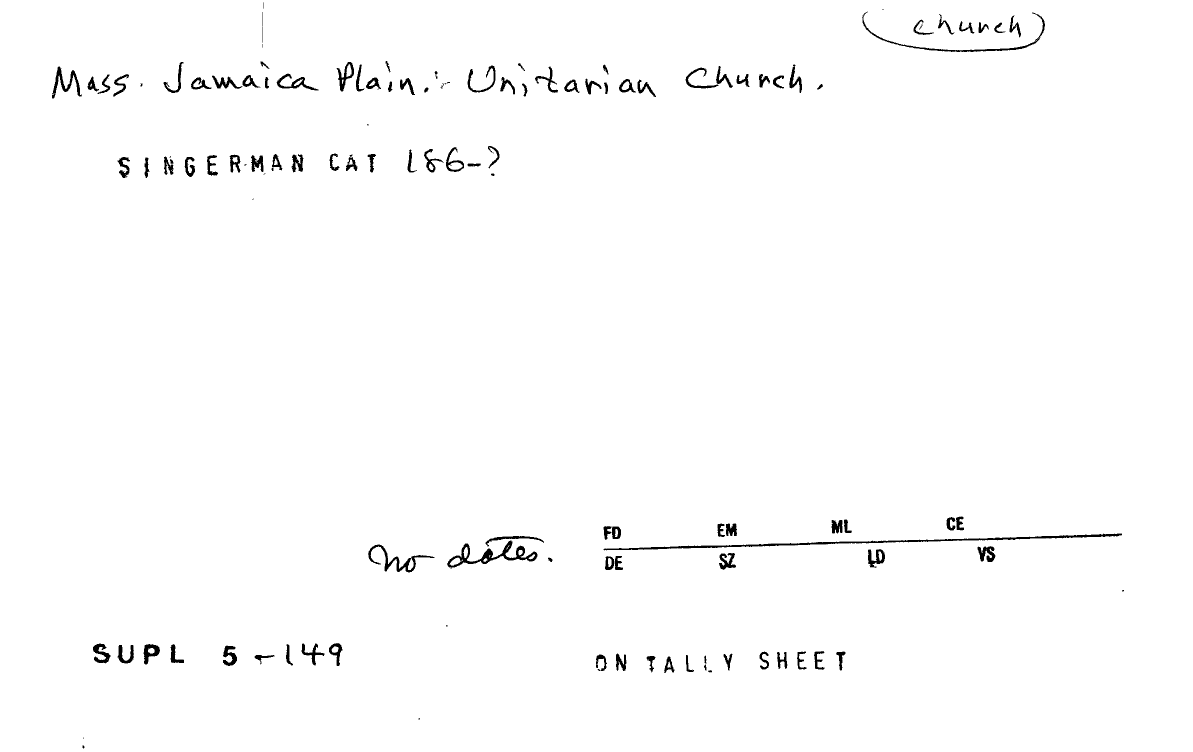 church
Mass. Jamaica Plain. :- Unitarian Church.
SINGERMAN CAT 186-?
FD EM ML CE
no dates.
DE SZ LD VS
SUPL 5-149
ON TALLY SHEET